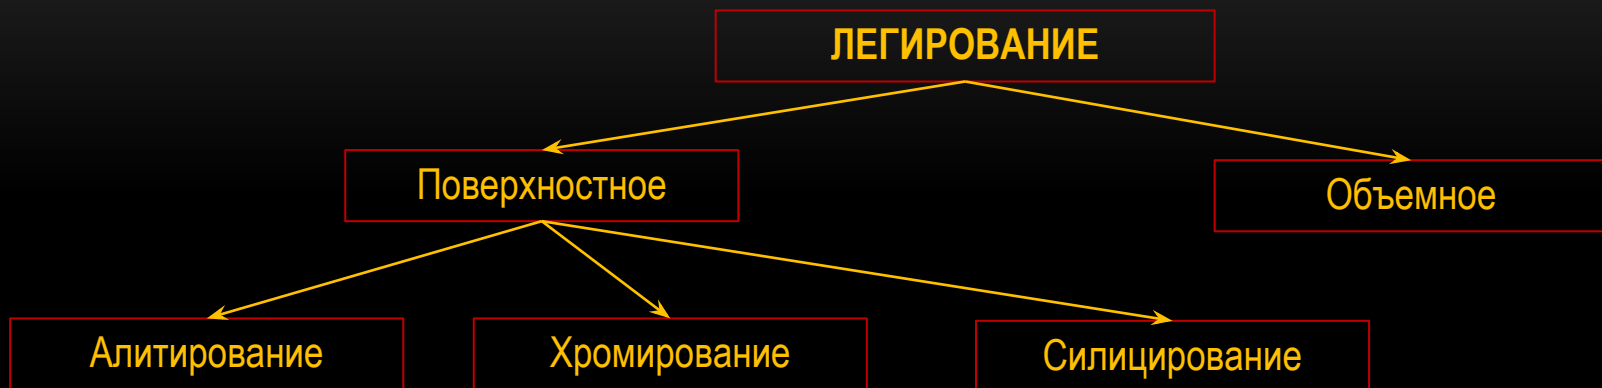 ЛЕГИРОВАНИЕ
Поверхностное
Объемное
Алитирование
Хромирование
Силицирование